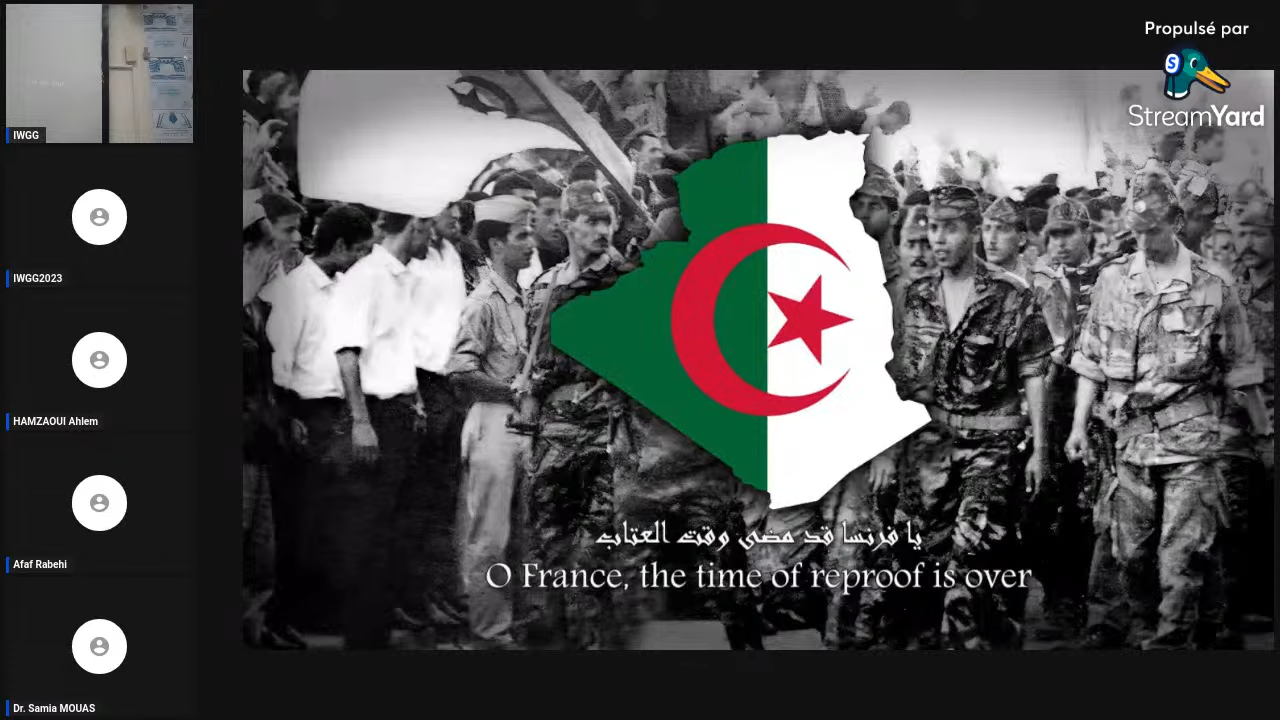 Propulsé par
StreamYard
IWGG
IWGG2023
HAMZAOUI Ahlem
Afaf Rabehi
Dr. Samia MOUAS
يا فرنسا قد مضى وقت العتاب
O France, the time of reproof is over